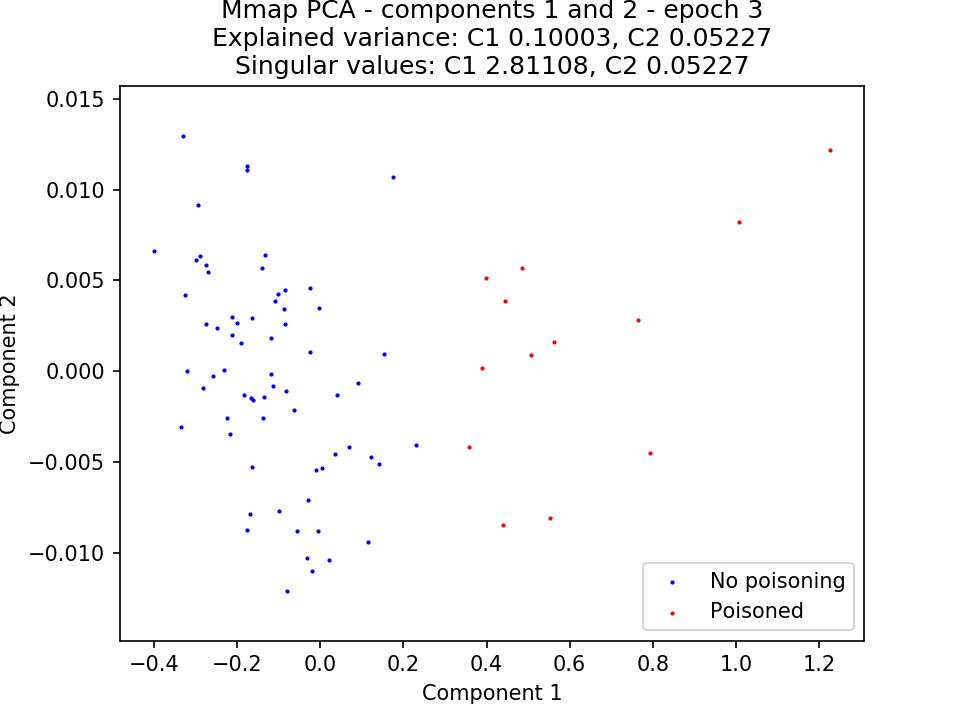 Mmap PCA - components 1 and 2 - epoch 3
Explained variance: C1 0.10003, C2 0.05227
Singular values: C1 2.81108, C2 0.05227
0.015
0.010
0.005
0.000
−0.005
−0.010
Component 2
−0.4 −0.2 0.0 0.2 0.4 0.6 0.8 1.0 1.2
Component 1
No poisoning
Poisoned